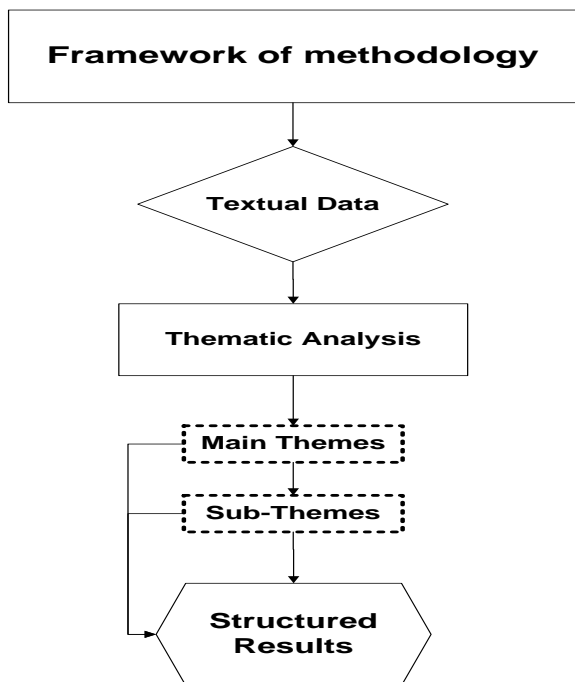 Framework of methodology
Textual Data
Thematic Analysis
Main Themes
Sub-Themes
Structured
Results